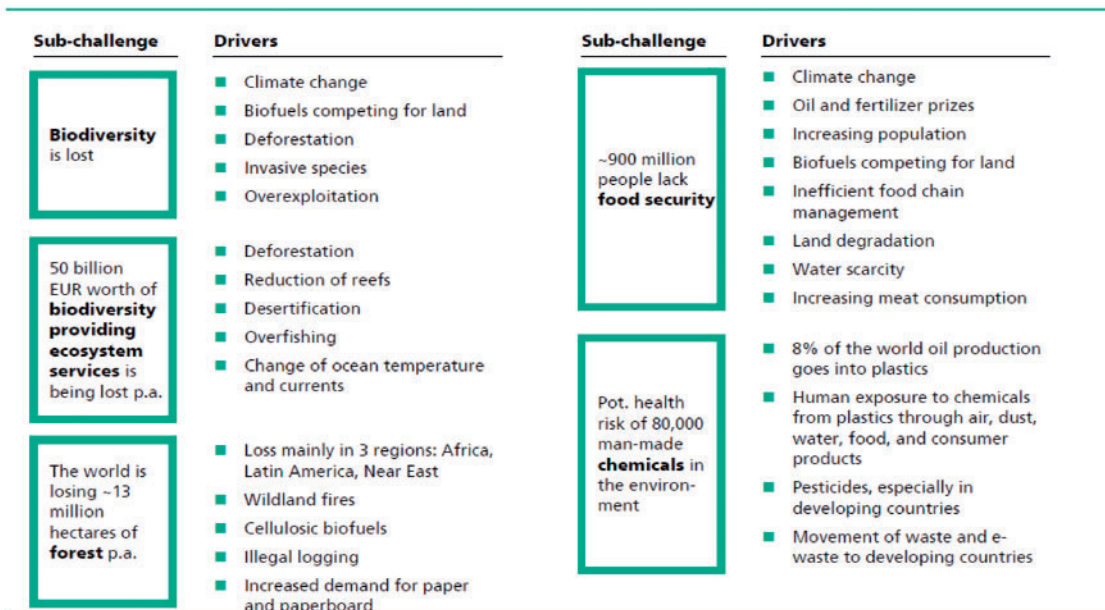 Sub-challenge
Drivers
Biodiversity
is lost
Climate change
Biofuels competing for land
Deforestation
Invasive species
Overexploitation
50 billion
EUR worth of
biodiversity
providing
ecosystem
services is
being lost p.a.
Deforestation
Reduction of reefs
Desertification
Overfishing
Change of ocean temperature
and currents
The world is
losing ~13
million
hectares of
forest p.a.
Loss mainly in 3 regions: Africa,
Latin America, Near East
Wildland fires
Cellulosic biofuels
Illegal logging
Increased demand for paper
and paperboard
Sub-challenge
Drivers
~900 million
people lack
food security
Climate change
Oil and fertilizer prizes
Increasing population
Biofuels competing for land
Inefficient food chain
management
Land degradation
Water scarcity
Increasing meat consumption
Pot. health
risk of 80,000
man-made
chemicals in
the environ-
ment
8% of the world oil production
goes into plastics
Human exposure to chemicals
from plastics through air, dust,
water, food, and consumer
products
Pesticides, especially in
developing countries
Movement of waste and e-
waste to developing countries